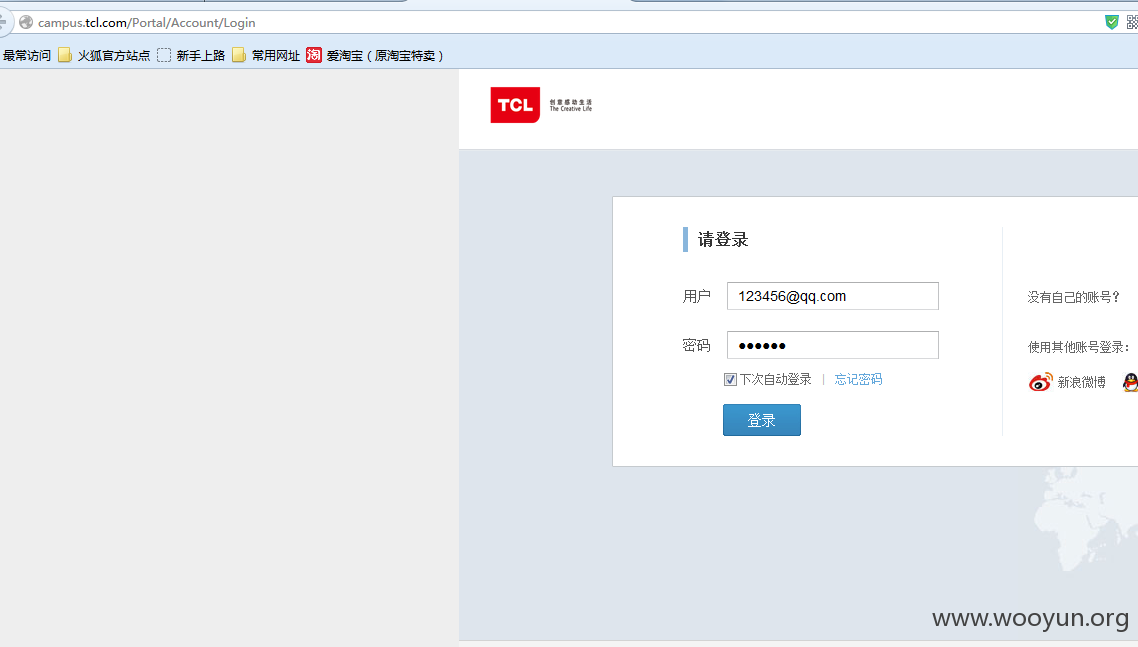 campus.tcl.com/Portal/Account/Login
最常访问 火狐官方站点 新手上路 常用网址 淘 爱淘宝（原淘宝特卖）
TCL 创意感动生活
The Creative Life
请登录
用户 123456@qq.com
没有自己的账号？
密码 ●●●●●●
使用其他账号登录：
下次自动登录 | 忘记密码
新浪微博
登录
www.wooyun.org